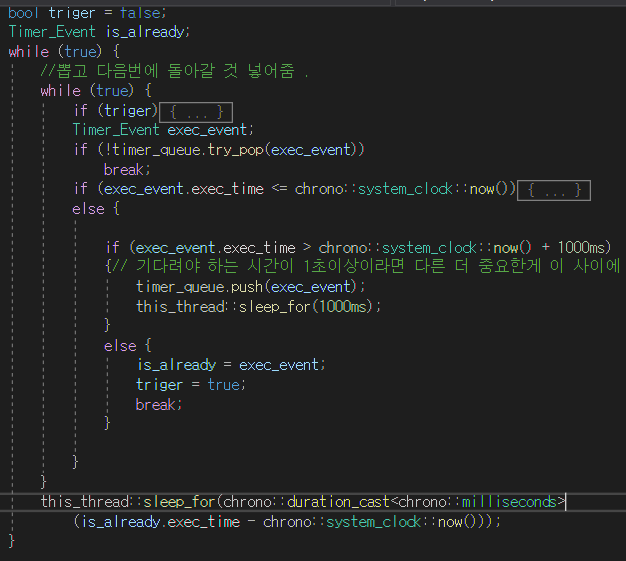 bool triger = false;
Timer_Event is_already;
while (true) {
//뽑고 다음번에 돌아갈 것 넣어줌 .
while (true) {
if (triger) { ... }
Timer_Event exec_event;
if (!timer_queue.try_pop(exec_event))
break;
if (exec_event.exec_time <= chrono::system_clock::now()) { ... }
else {
if (exec_event.exec_time > chrono::system_clock::now() + 1000ms)
{// 기다려야 하는 시간이 1초이상이라면 다른 더 중요한게 이 사이에
timer_queue.push(exec_event);
this_thread::sleep_for(1000ms);
}
else {
is_already = exec_event;
triger = true;
break;
}
}
}
this_thread::sleep_for(chrono::duration_cast<chrono::milliseconds>
(is_already.exec_time - chrono::system_clock::now()));
}